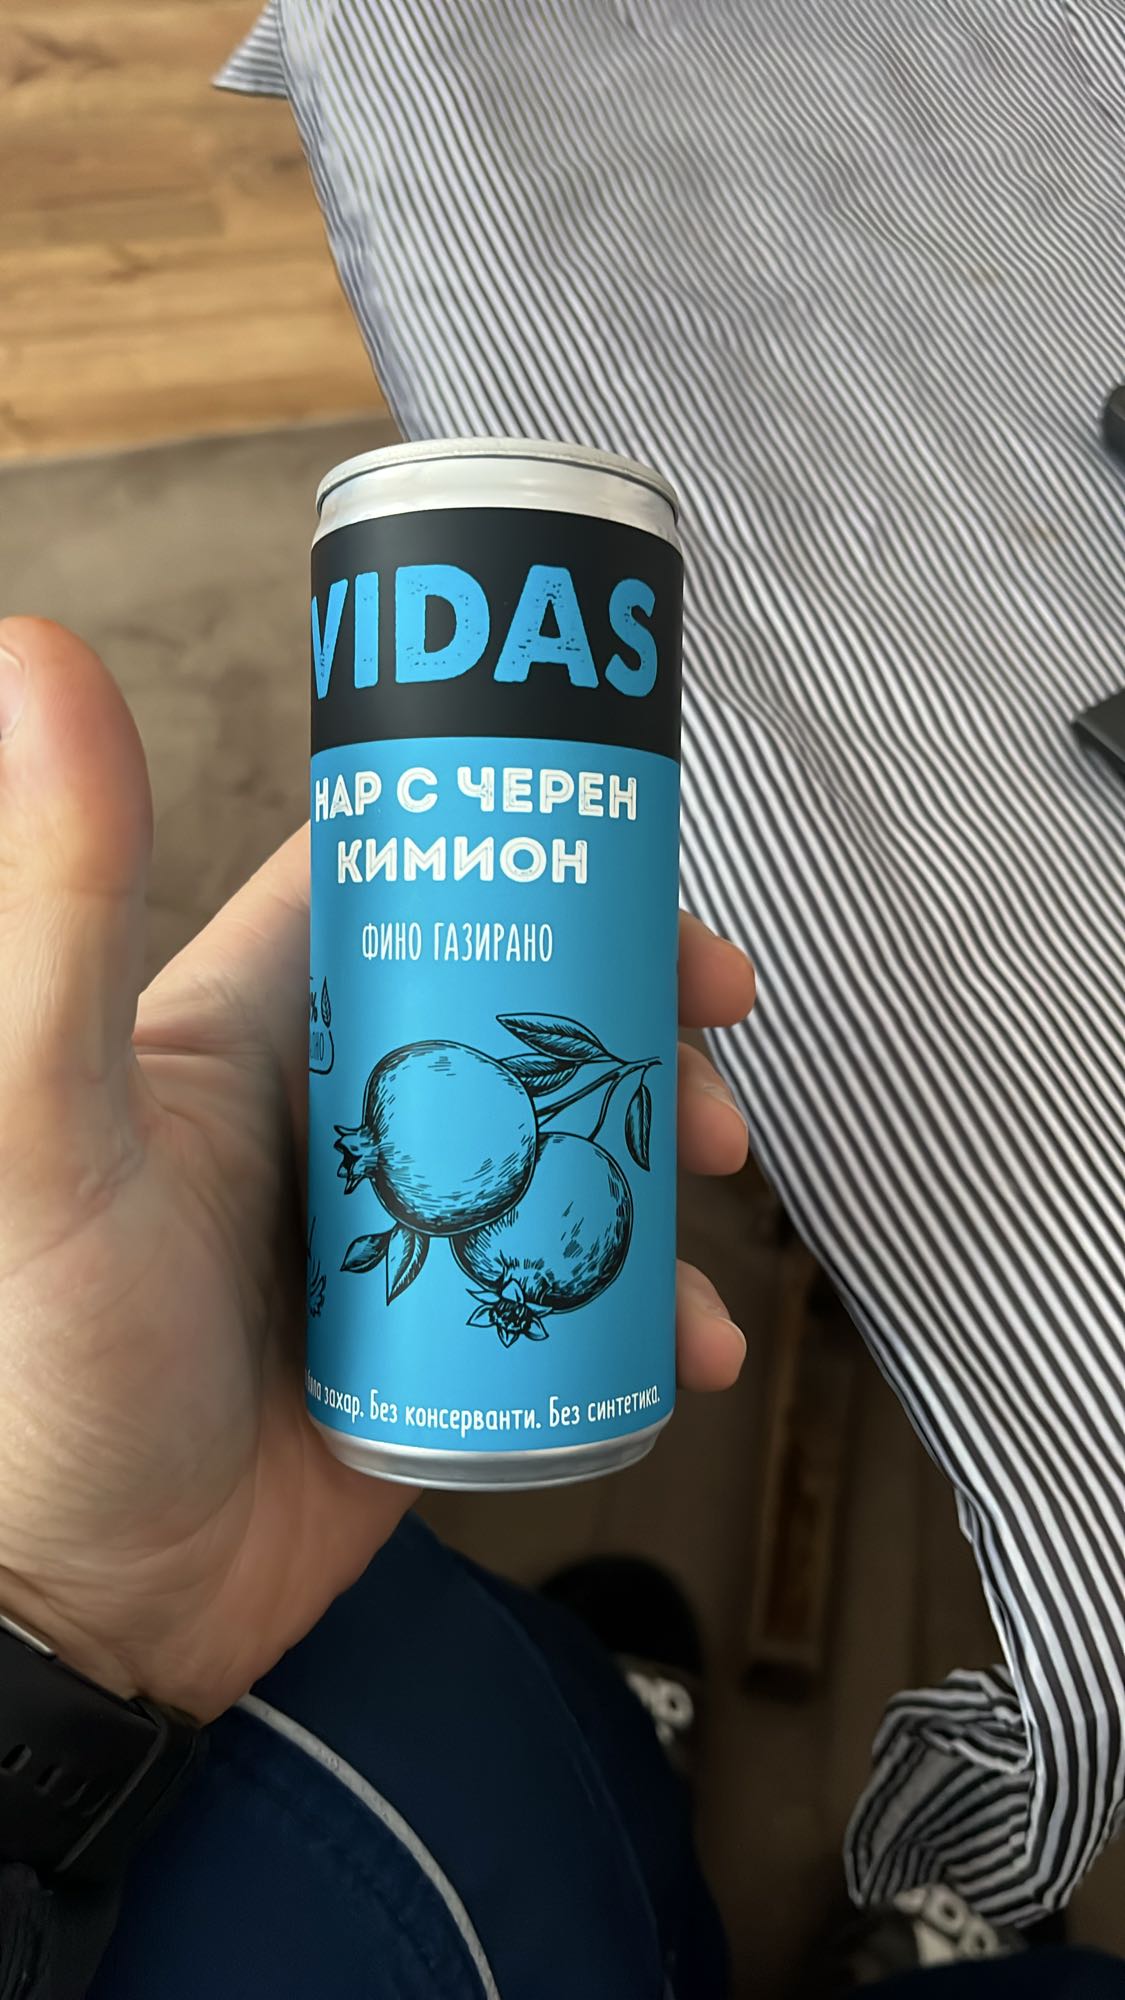 VIDAS
НАР С ЧЕРЕН
КИМИОН
ФИНО ГАЗИРАНО
%
захар. Без консерванти. Без синтетика.